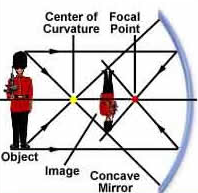 Center of Curvature
Focal Point
Object
Image
Concave Mirror